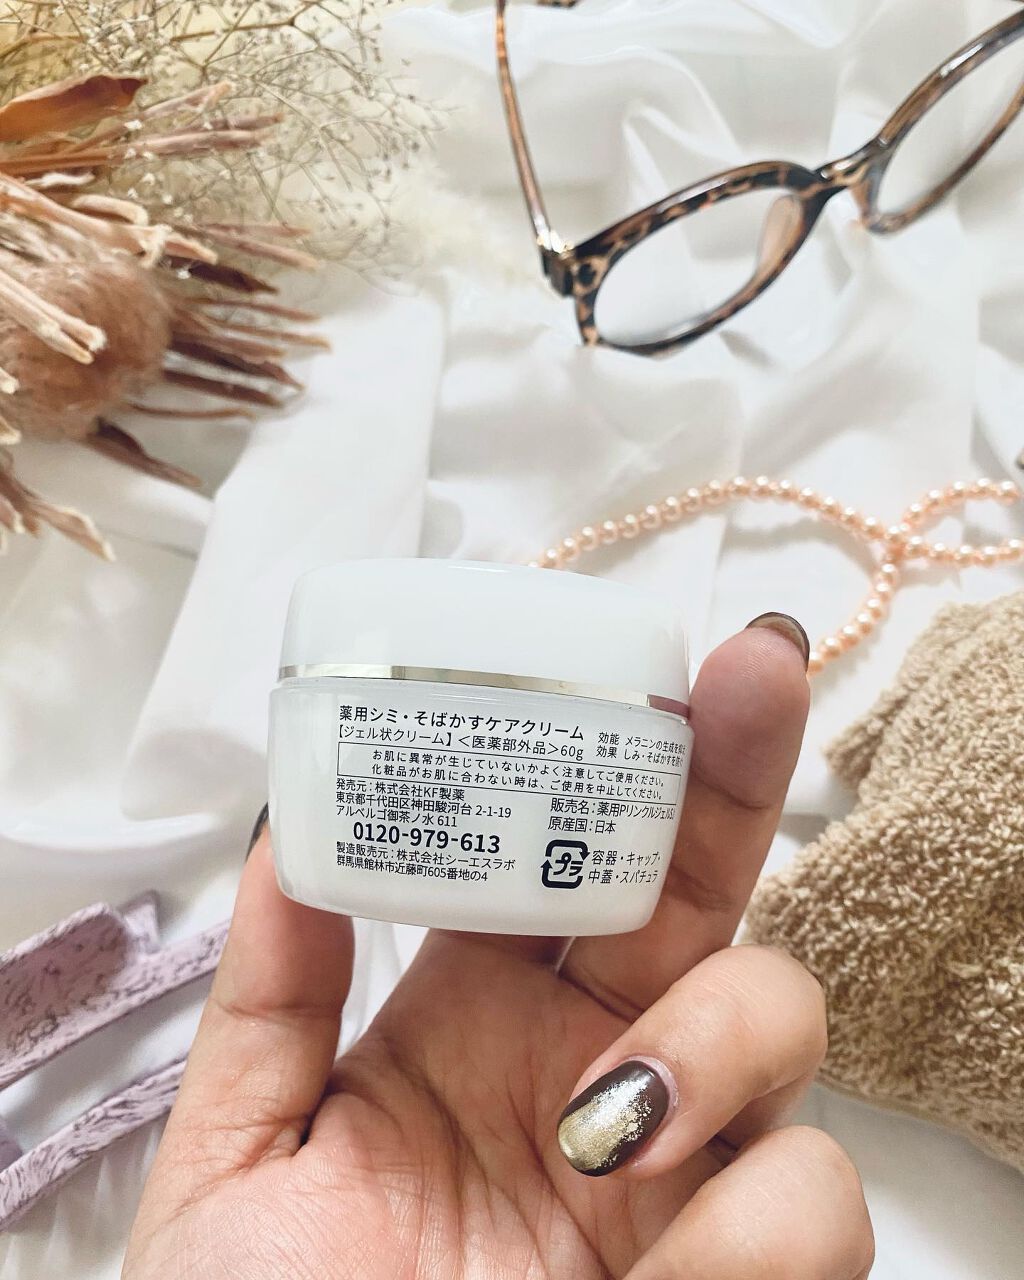 薬用シミ・そばかすケアクリーム
【ジェル状クリーム】＜医薬部外品＞60g
効能 メラニンの生成を抑え
効果 しみ・そばかすを防ぐ
お肌に異常が生じていないかよく注意してご使用ください。
化粧品がお肌に合わない時は、ご使用を中止してください。
発売元：株式会社KF製薬
東京都千代田区神田駿河台 2-1-19
アルベルゴ御茶ノ水 611
0120-979-613
製造販売元：株式会社シーエスラボ
群馬県館林市近藤町605番地の4
販売名：薬用Pリンクルジェル
原産国：日本
プラ
容器・キャップ・
中蓋・スパチュラ